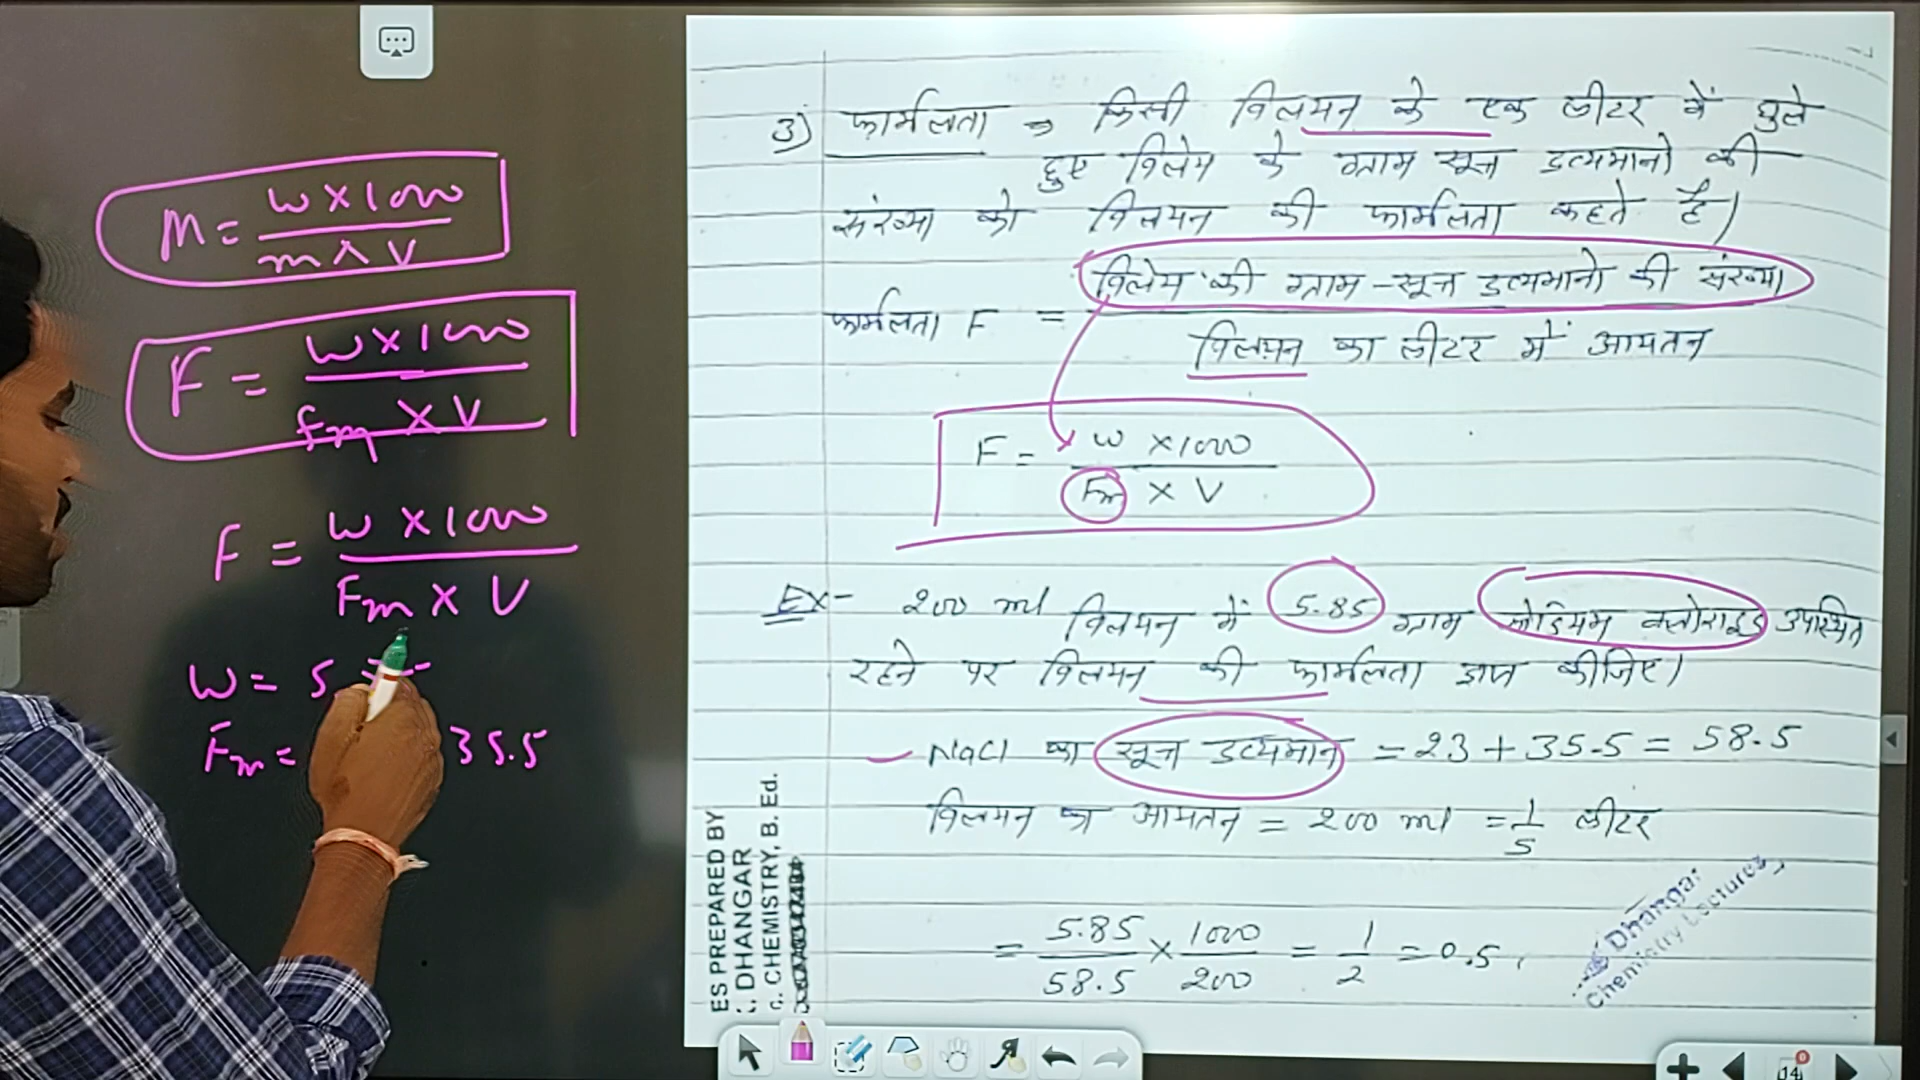 M = W×1000 / m×V
F = W×1000 / fm×V
F = W×1000 / Fm×V
W = 5
Fm = 35.5
3) फार्मलता ⇒ किसी विलयन के एक लीटर में घुले
हुए विलेय के ग्राम सूत्र द्रव्यमानो की
संख्या को विलयन की फार्मलता कहते है।
विलेय की ग्राम-सूत्र द्रव्यमानो की संख्या
फार्मलता F =
विलयन का लीटर में आयतन
F = W×1000 / Fm×V
Ex- 200 ml विलयन में 5.85 ग्राम सोडियम क्लोराइड उपस्थित
रहने पर विलयन की फार्मलता ज्ञात कीजिए।
NaCl का सूत्र द्रव्यमान = 23 + 35.5 = 58.5
विलयन का आयतन = 200 ml = 1/5 लीटर
= 5.85/58.5 × 1000/200 = 1/2 = 0.5
ES PREPARED BY
DHANGAR
CHEMISTRY, B. Ed.
Dhangar
Chemistry Lectures
14